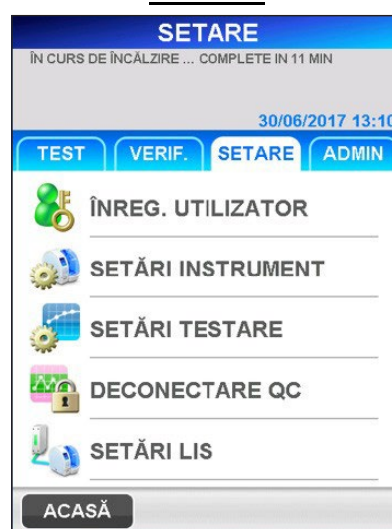 SETARE
ÎN CURS DE ÎNCĂLZIRE ... COMPLETE IN 11 MIN
30/06/2017 13:10
TEST VERIF. SETARE ADMIN
ÎNREG. UTILIZATOR
SETĂRI INSTRUMENT
SETĂRI TESTARE
DECONECTARE QC
SETĂRI LIS
ACASĂ